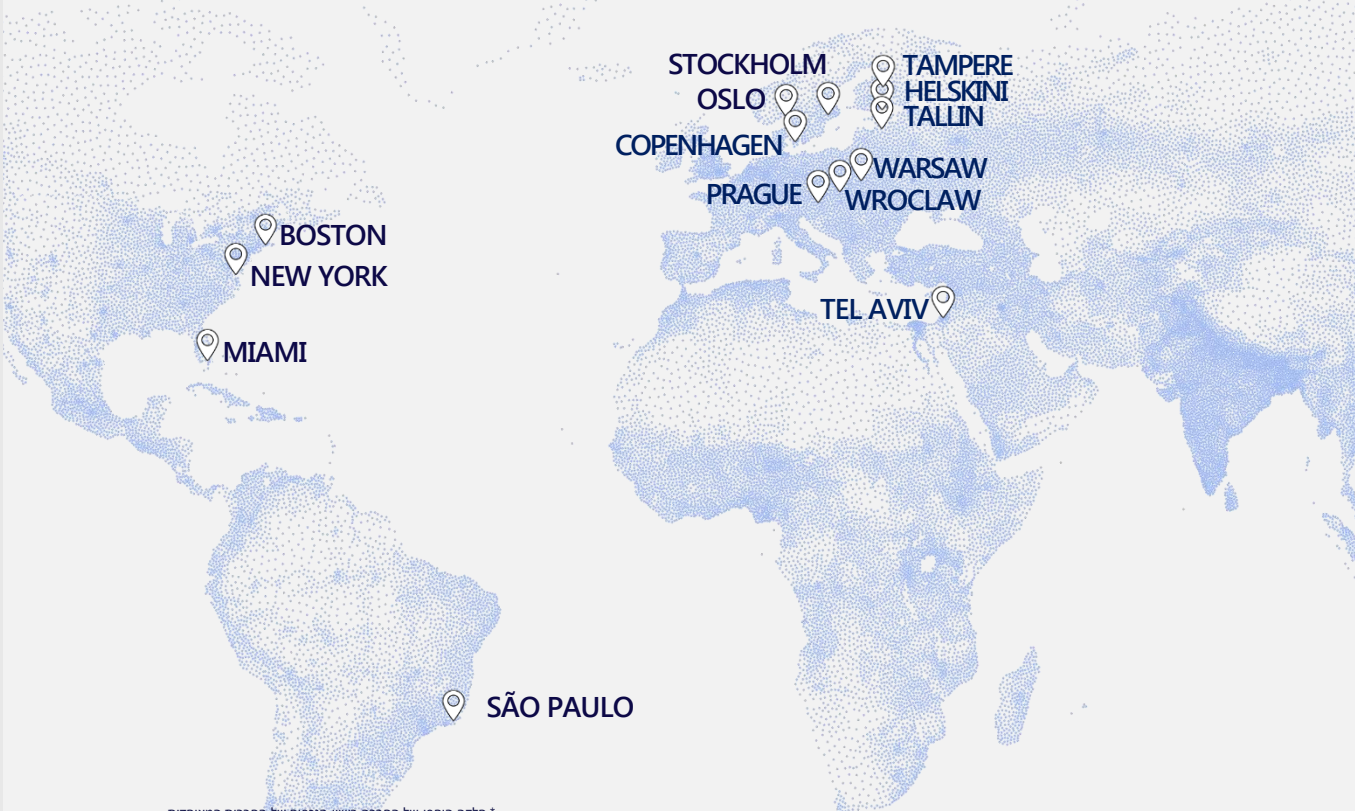 STOCKHOLM
TAMPERE
OSLO
HELSKINI
TALLIN
COPENHAGEN
WARSAW
PRAGUE
WROCLAW
BOSTON
NEW YORK
TEL AVIV
MIAMI
SÃO PAULO